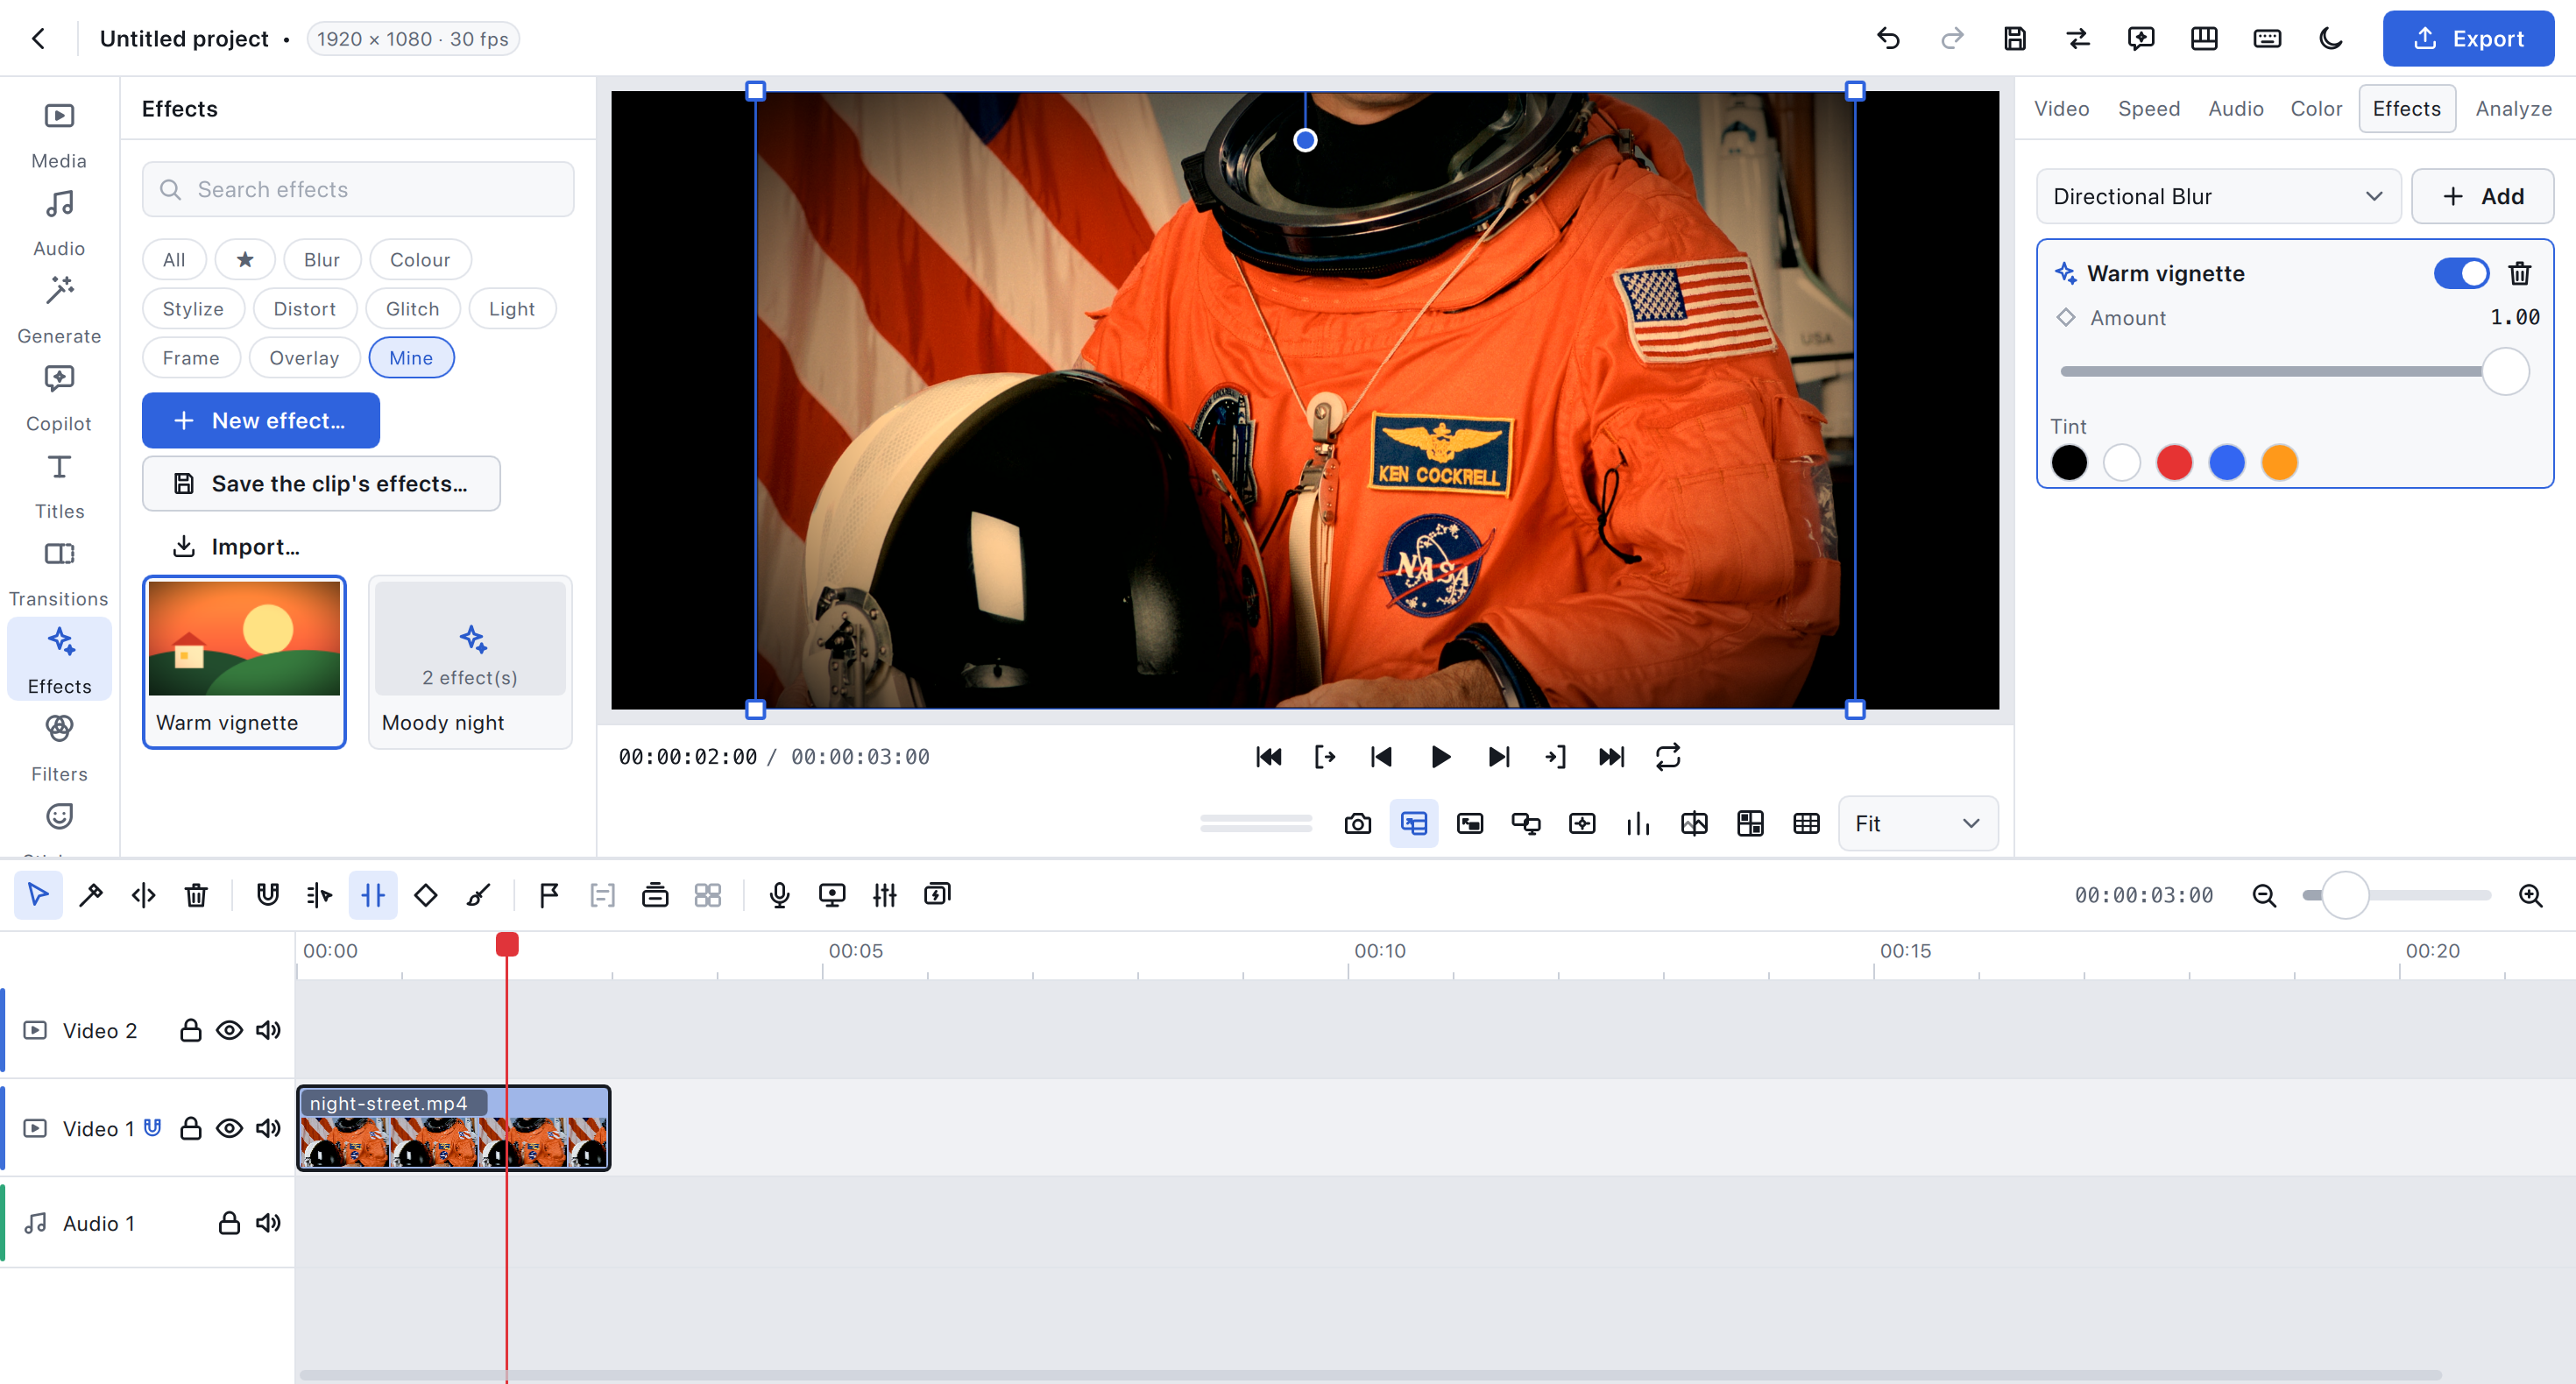 Untitled project • 1920 × 1080 · 30 fps
Export
Media
Audio
Generate
Copilot
Titles
Transitions
Effects
Filters
Effects
Search effects
All ★ Blur Colour
Stylize Distort Glitch Light
Frame Overlay Mine
New effect…
Save the clip's effects…
Import…
Warm vignette
2 effect(s)
Moody night
USA
KEN COCKRELL
NASA
00:00:02:00 / 00:00:03:00
Fit
Video Speed Audio Color Effects Analyze
Directional Blur
Add
Warm vignette
Amount 1.00
Tint
00:00:03:00
00:00 00:05 00:10 00:15 00:20
Video 2
Video 1
night-street.mp4
Audio 1